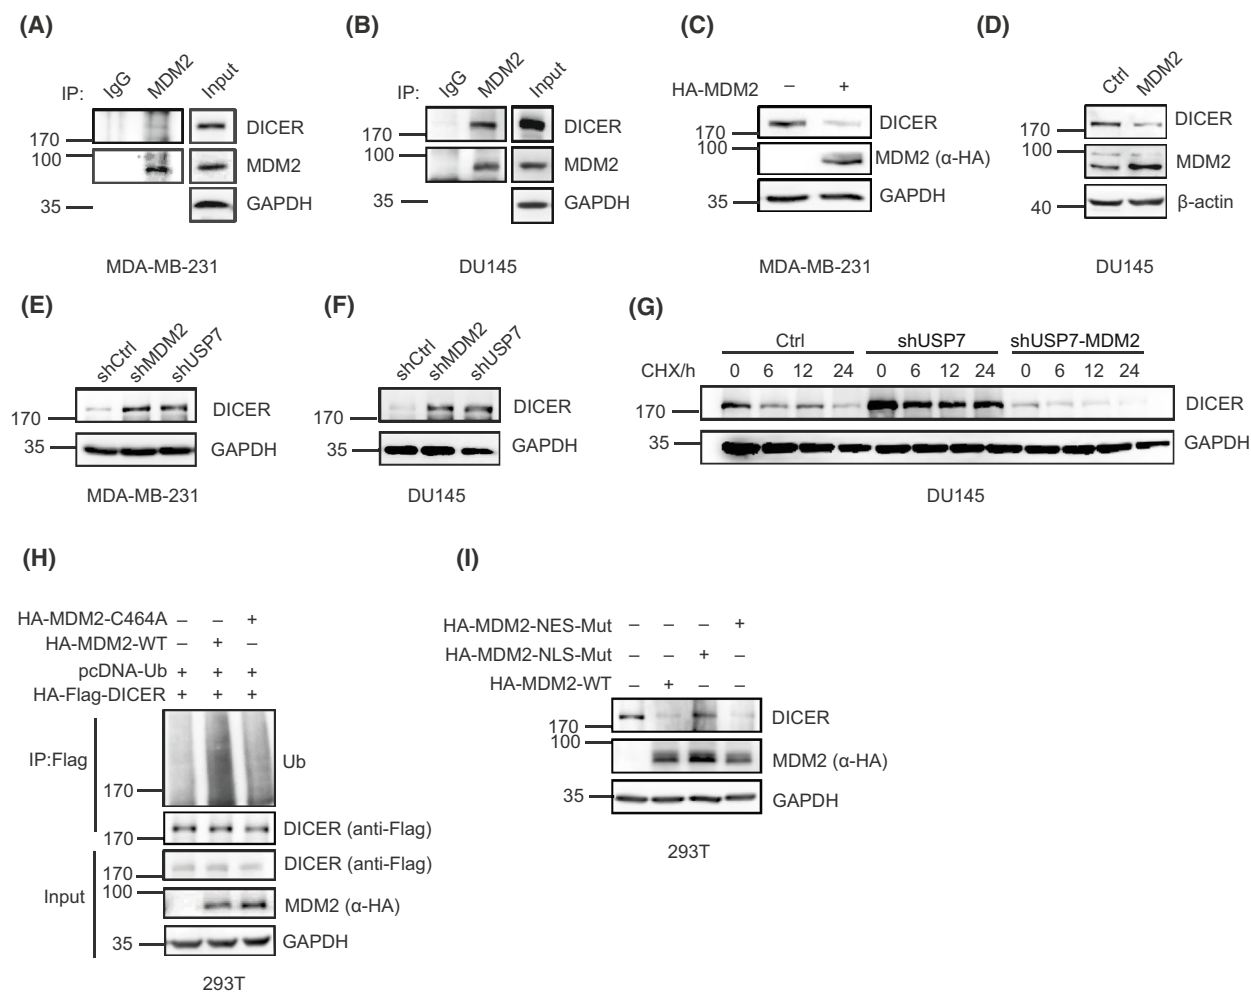 (A)
IP: IgG MDM2 Input
170 DICER
100 MDM2
35 GAPDH
MDA-MB-231
(B)
IP: IgG MDM2 Input
170 DICER
100 MDM2
35 GAPDH
DU145
(C)
HA-MDM2 – +
170 DICER
100 MDM2 (α-HA)
35 GAPDH
MDA-MB-231
(D)
Ctrl MDM2
170 DICER
100 MDM2
40 β-actin
DU145
(E)
shCtrl shMDM2 shUSP7
170 DICER
35 GAPDH
MDA-MB-231
(F)
shCtrl shMDM2 shUSP7
170 DICER
35 GAPDH
DU145
(G)
Ctrl shUSP7 shUSP7-MDM2
CHX/h 0 6 12 24 0 6 12 24 0 6 12 24
170 DICER
35 GAPDH
DU145
(H)
HA-MDM2-C464A – – +
HA-MDM2-WT – + –
pcDNA-Ub + + +
HA-Flag-DICER + + +
IP:Flag
170 Ub
170 DICER (anti-Flag)
Input
170 DICER (anti-Flag)
100 MDM2 (α-HA)
35 GAPDH
293T
(I)
HA-MDM2-NES-Mut – – – +
HA-MDM2-NLS-Mut – – + –
HA-MDM2-WT – + – –
170 DICER
100 MDM2 (α-HA)
35 GAPDH
293T